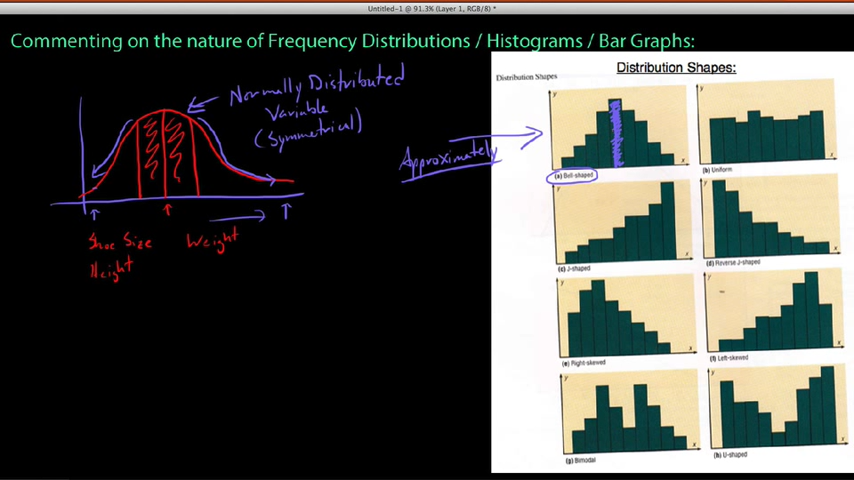 Untitled-1 @ 91.3% (Layer 1, RGB/8) *
Commenting on the nature of Frequency Distributions / Histograms / Bar Graphs:
Normally Distributed
Variable
(Symmetrical)
Approximately
Shoe Size
Height
Weight
Distribution Shapes
Distribution Shapes:
y
x
(a) Bell-shaped
y
x
(b) Uniform
y
x
(c) J-shaped
y
x
(d) Reverse J-shaped
y
x
(e) Right-skewed
y
x
(f) Left-skewed
y
x
(g) Bimodal
y
x
(h) U-shaped